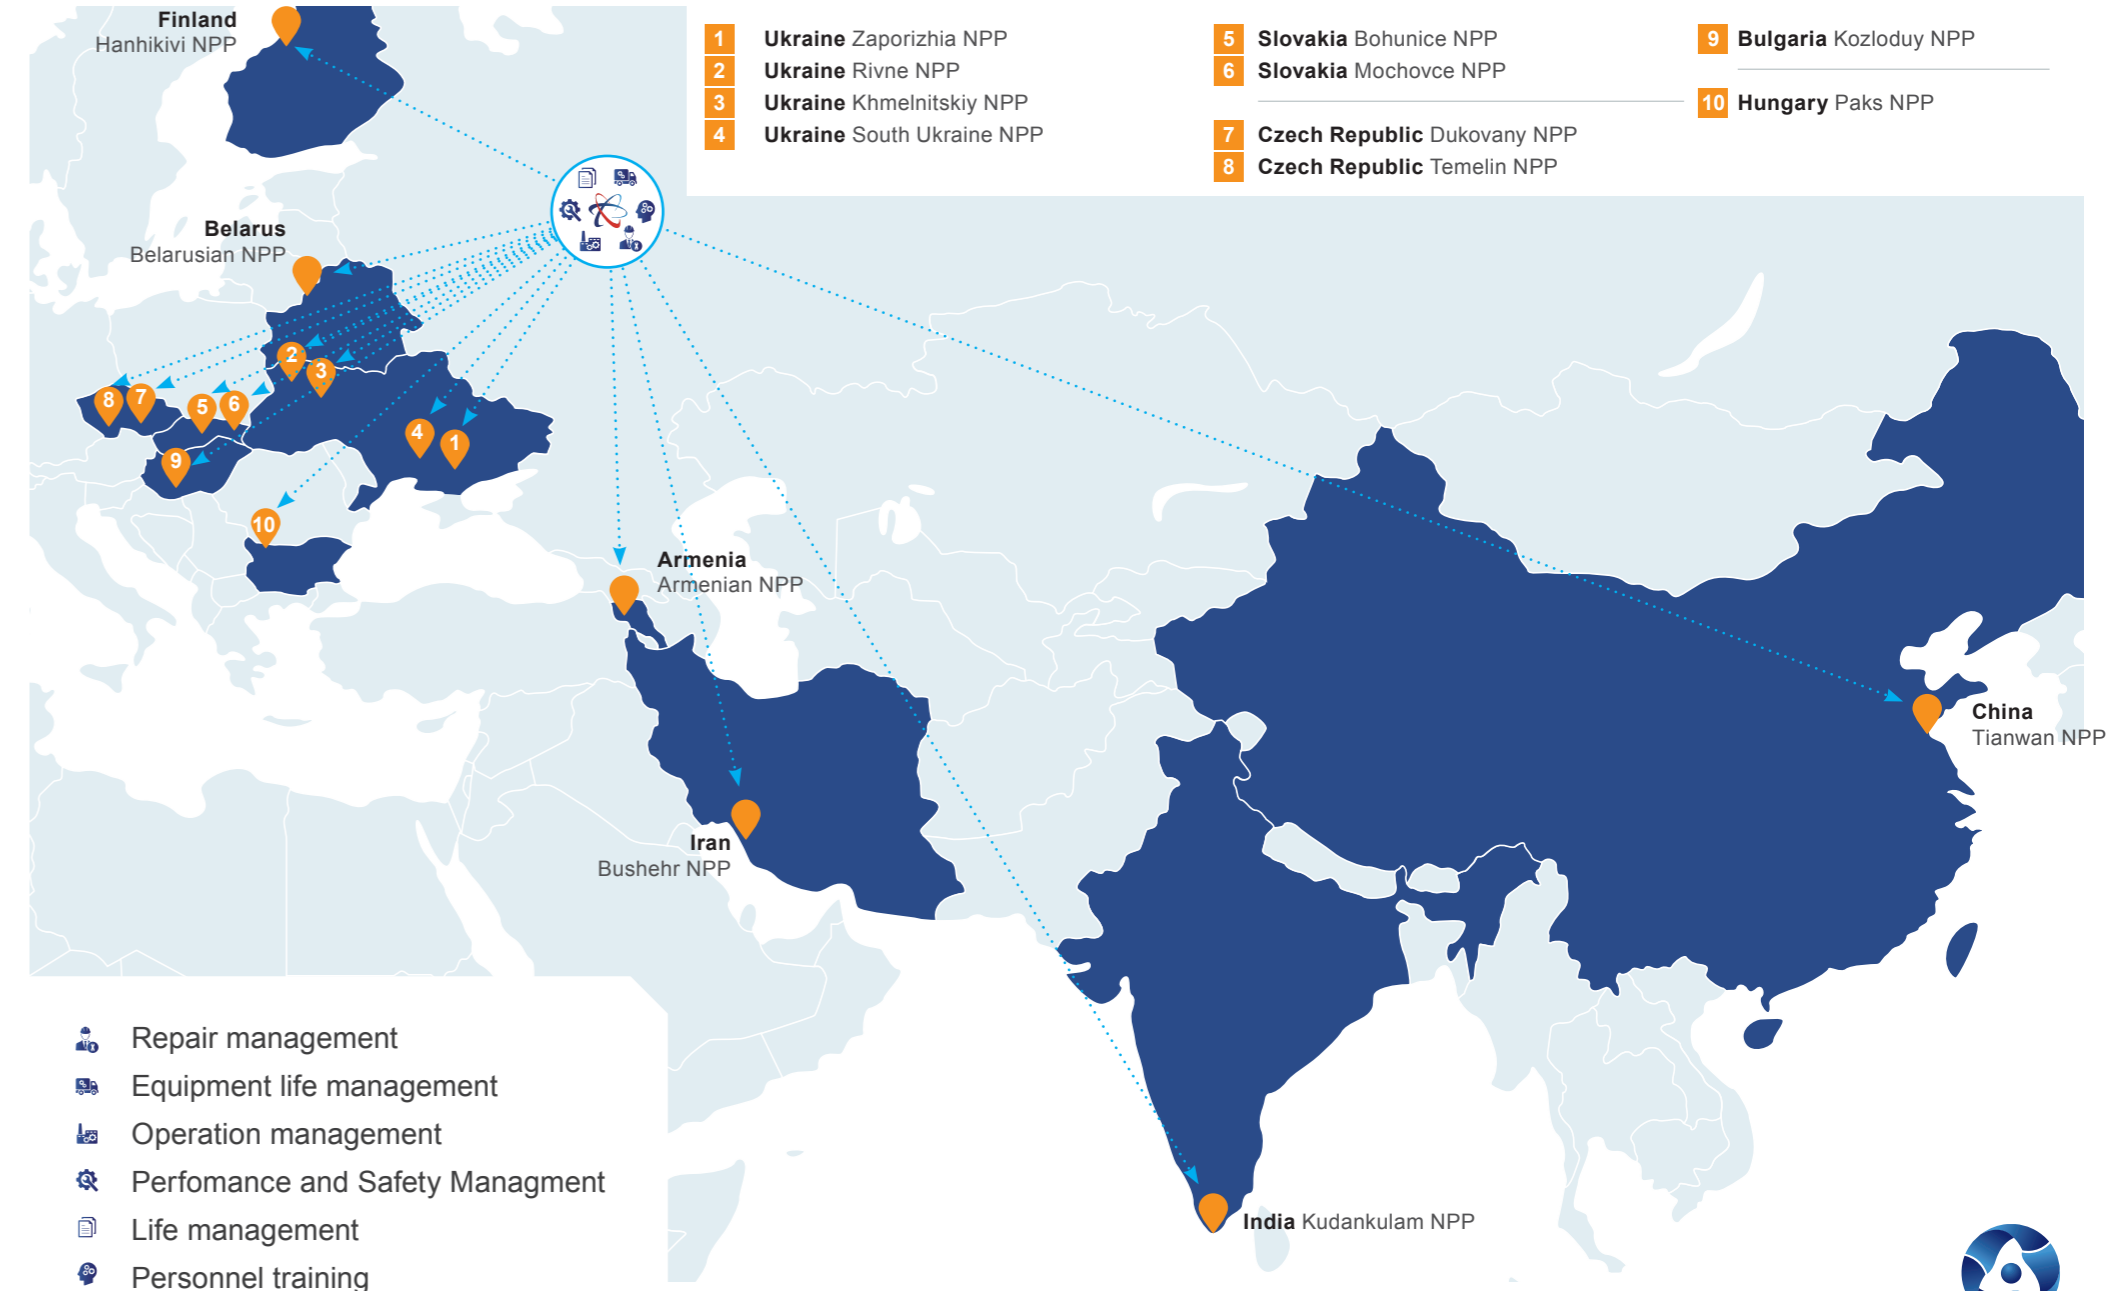 Finland
Hanhikivi NPP
1 Ukraine Zaporizhia NPP
2 Ukraine Rivne NPP
3 Ukraine Khmelnitskiy NPP
4 Ukraine South Ukraine NPP
5 Slovakia Bohunice NPP
6 Slovakia Mochovce NPP
7 Czech Republic Dukovany NPP
8 Czech Republic Temelin NPP
9 Bulgaria Kozloduy NPP
10 Hungary Paks NPP
Belarus
Belarusian NPP
2
3
8
7
5
6
4
1
9
10
Armenia
Armenian NPP
China
Tianwan NPP
Iran
Bushehr NPP
India Kudankulam NPP
Repair management
Equipment life management
Operation management
Perfomance and Safety Managment
Life management
Personnel training